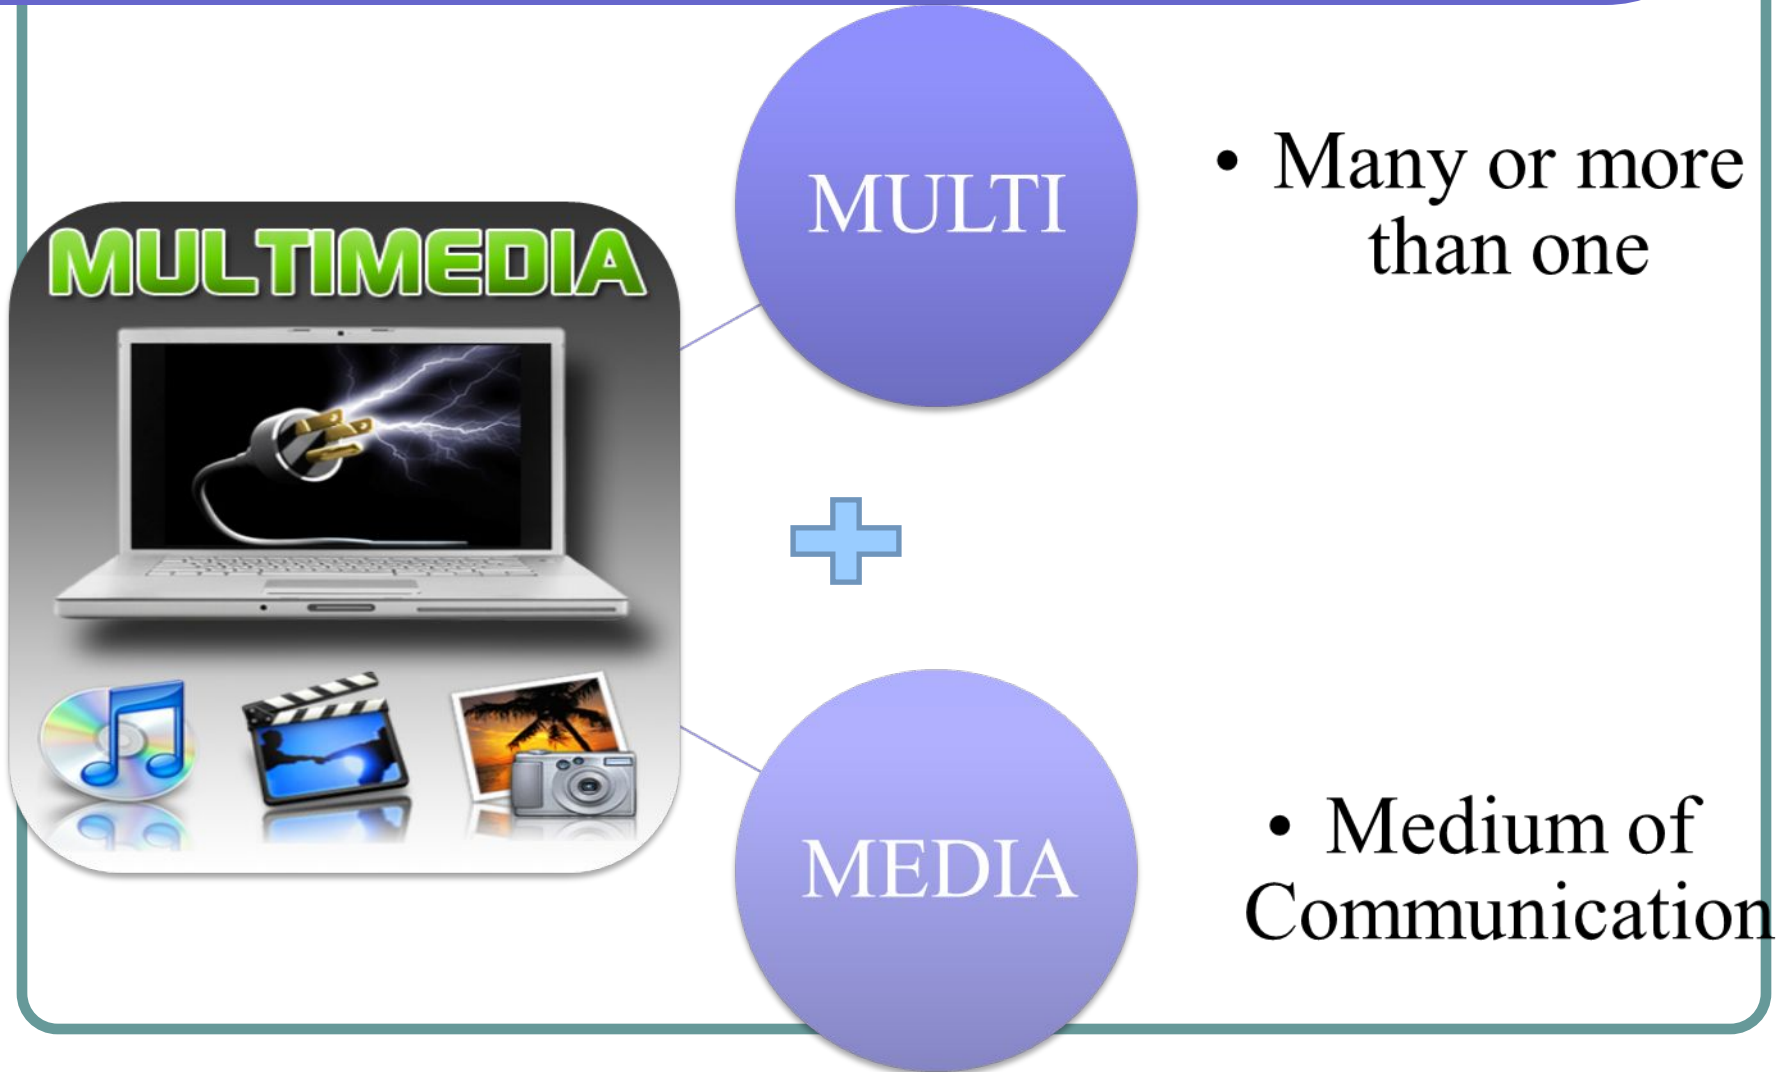 MULTIMEDIA
MULTI
• Many or more
than one
MEDIA
• Medium of
Communication